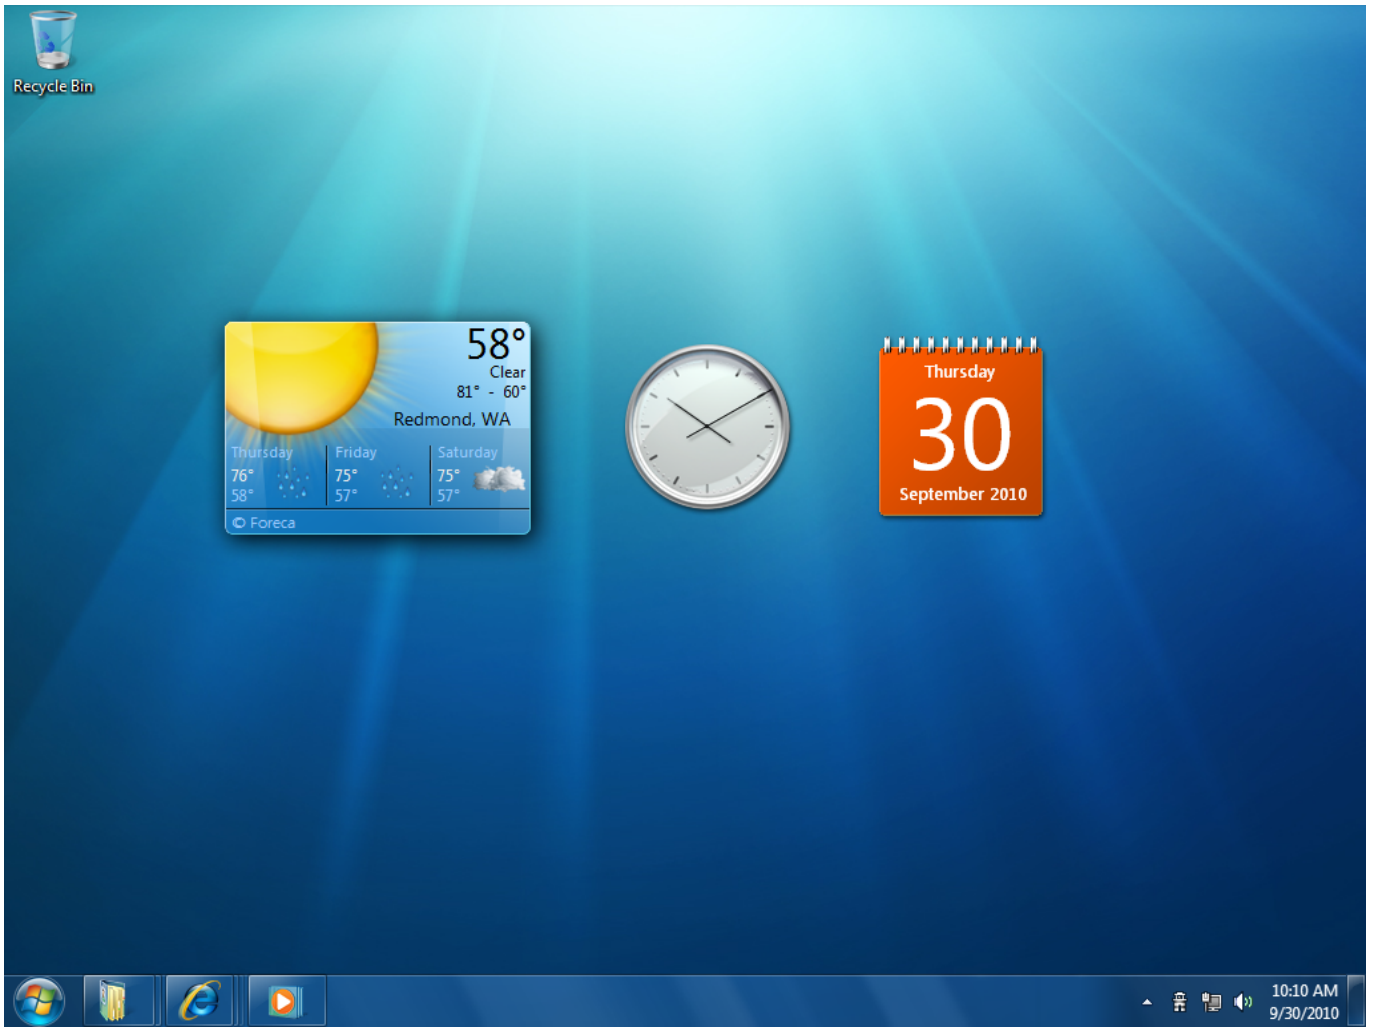 Recycle Bin
58°
Clear
81° - 60°
Redmond, WA
Thursday
76°
58°
Friday
75°
57°
Saturday
75°
57°
© Foreca
Thursday
30
September 2010
10:10 AM
9/30/2010